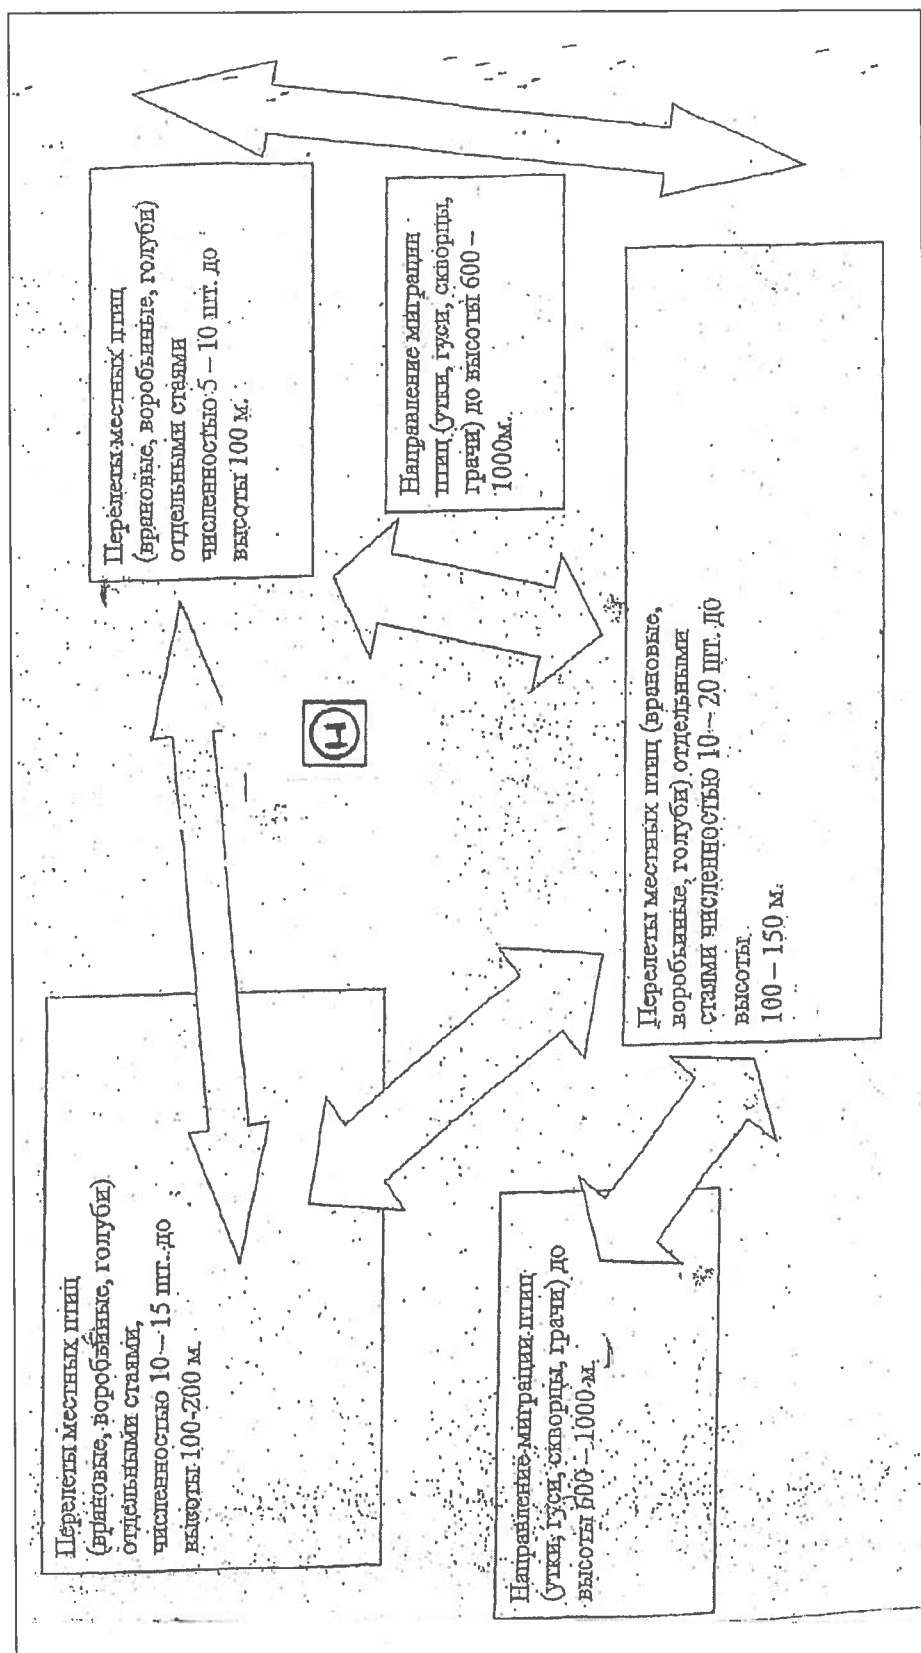 Перелеты местных птиц
(врановые, воробьиные, голуби)
отдельными стаями,
численностью 10 – 15 шт. до
высоты 100-200 м.
Перелеты местных птиц
(врановые, воробьиные, голуби)
отдельными стаями
численностью 5 – 10 шт. до
высоты 100 м.
H
Направление миграции
птиц (утки, гуси, скворцы,
грачи) до высоты 600 –
1000м.
Направление миграции птиц
(утки, гуси, скворцы, грачи) до
высоты 600 – 1000 м.
Перелеты местных птиц (врановые,
воробьиные, голуби) отдельными
стаями численностью 10 – 20 шт. до
высоты
100 – 150 м.